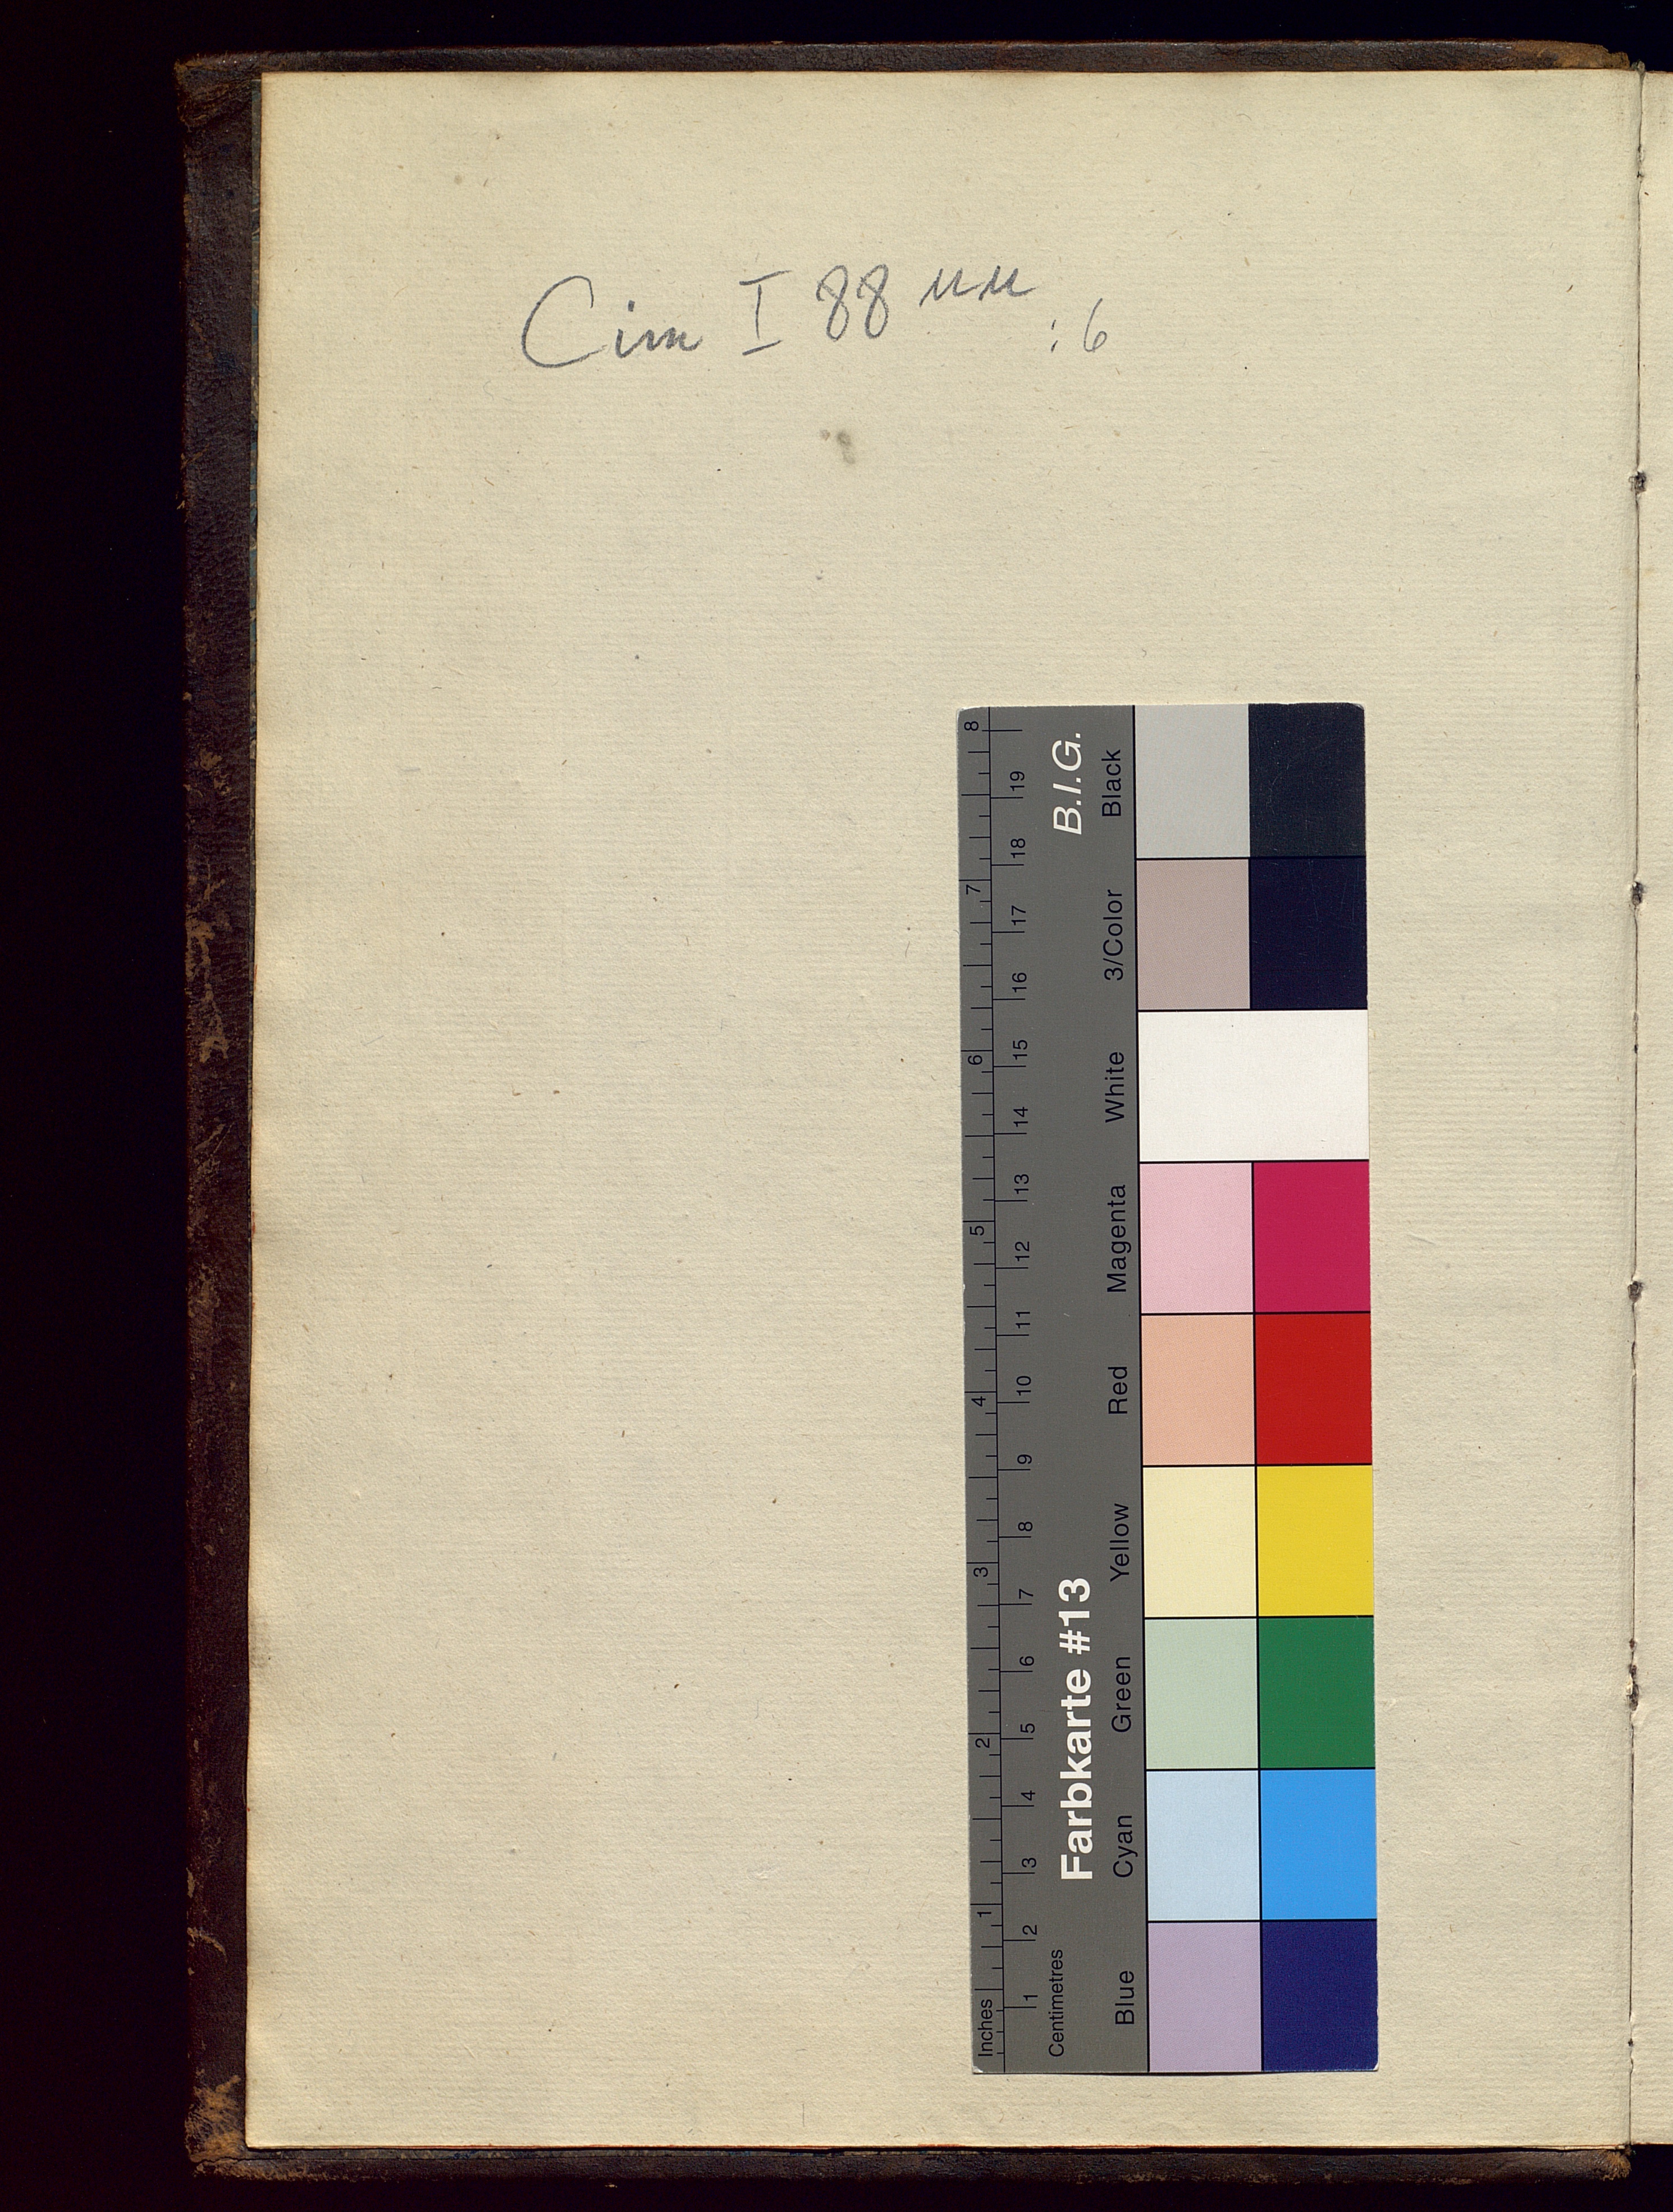 Cim I 88 mm :6
B.I.G.
Farbkarte #13
Inches 1 2 3 4 5 6 7 8
Centimetres 1 2 3 4 5 6 7 8 9 10 11 12 13 14 15 16 17 18 19
Blue Cyan Green Yellow Red Magenta White 3/Color Black